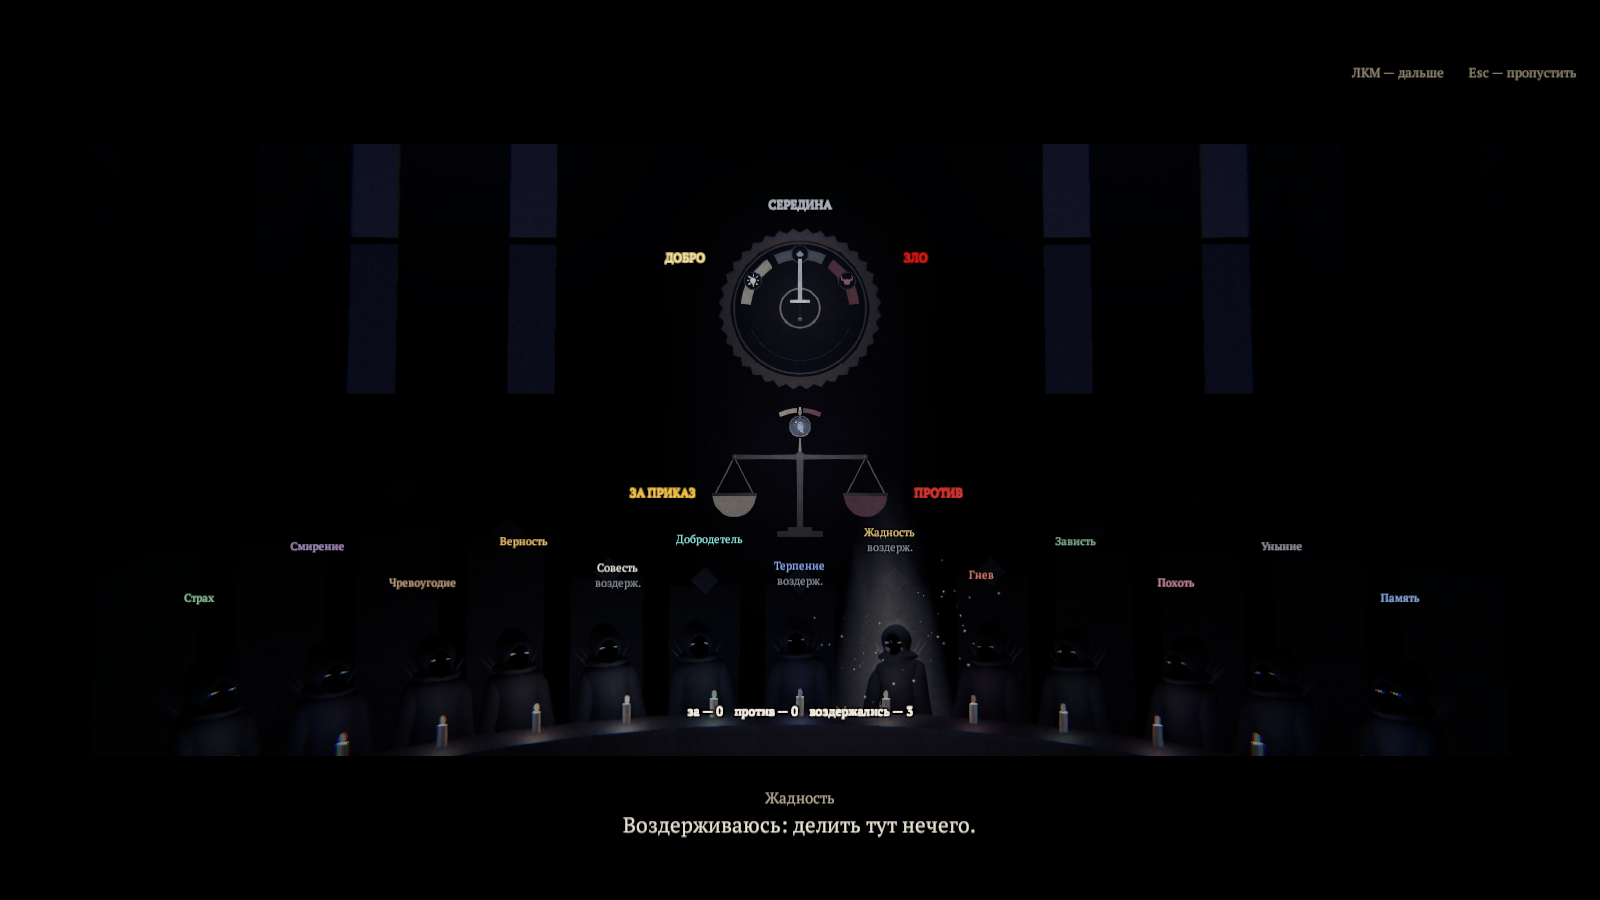 ЛКМ — дальше Esc — пропустить
СЕРЕДИНА
ДОБРО ЗЛО
ЗА ПРИКАЗ ПРОТИВ
Жадность
воздерж.
Добродетель
Верность
Зависть
Смирение
Уныние
Терпение
воздерж.
Совесть
воздерж.
Гнев
Чревоугодие
Похоть
Страх
Память
за — 0 против — 0 воздержались — 3
Жадность
Воздерживаюсь: делить тут нечего.